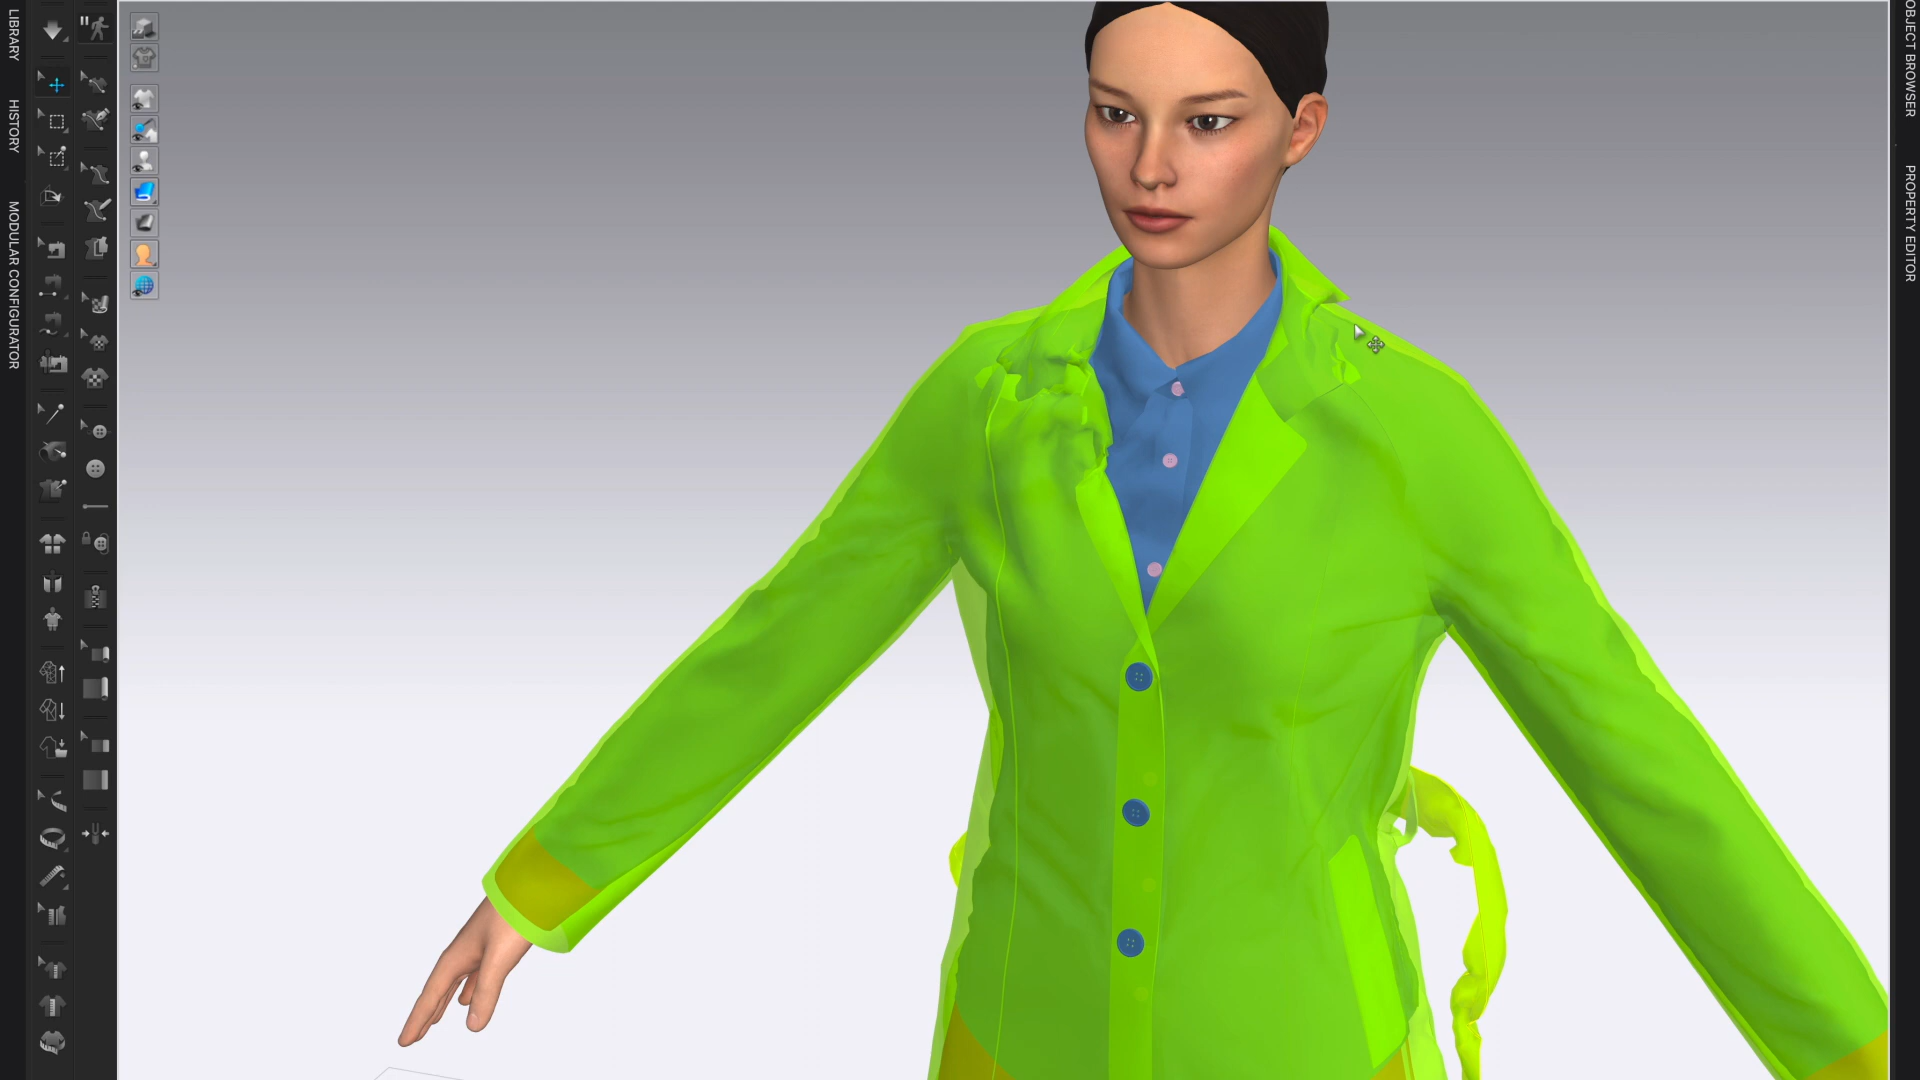 LIBRARY
HISTORY
MODULAR CONFIGURATOR
OBJECT BROWSER
PROPERTY EDITOR